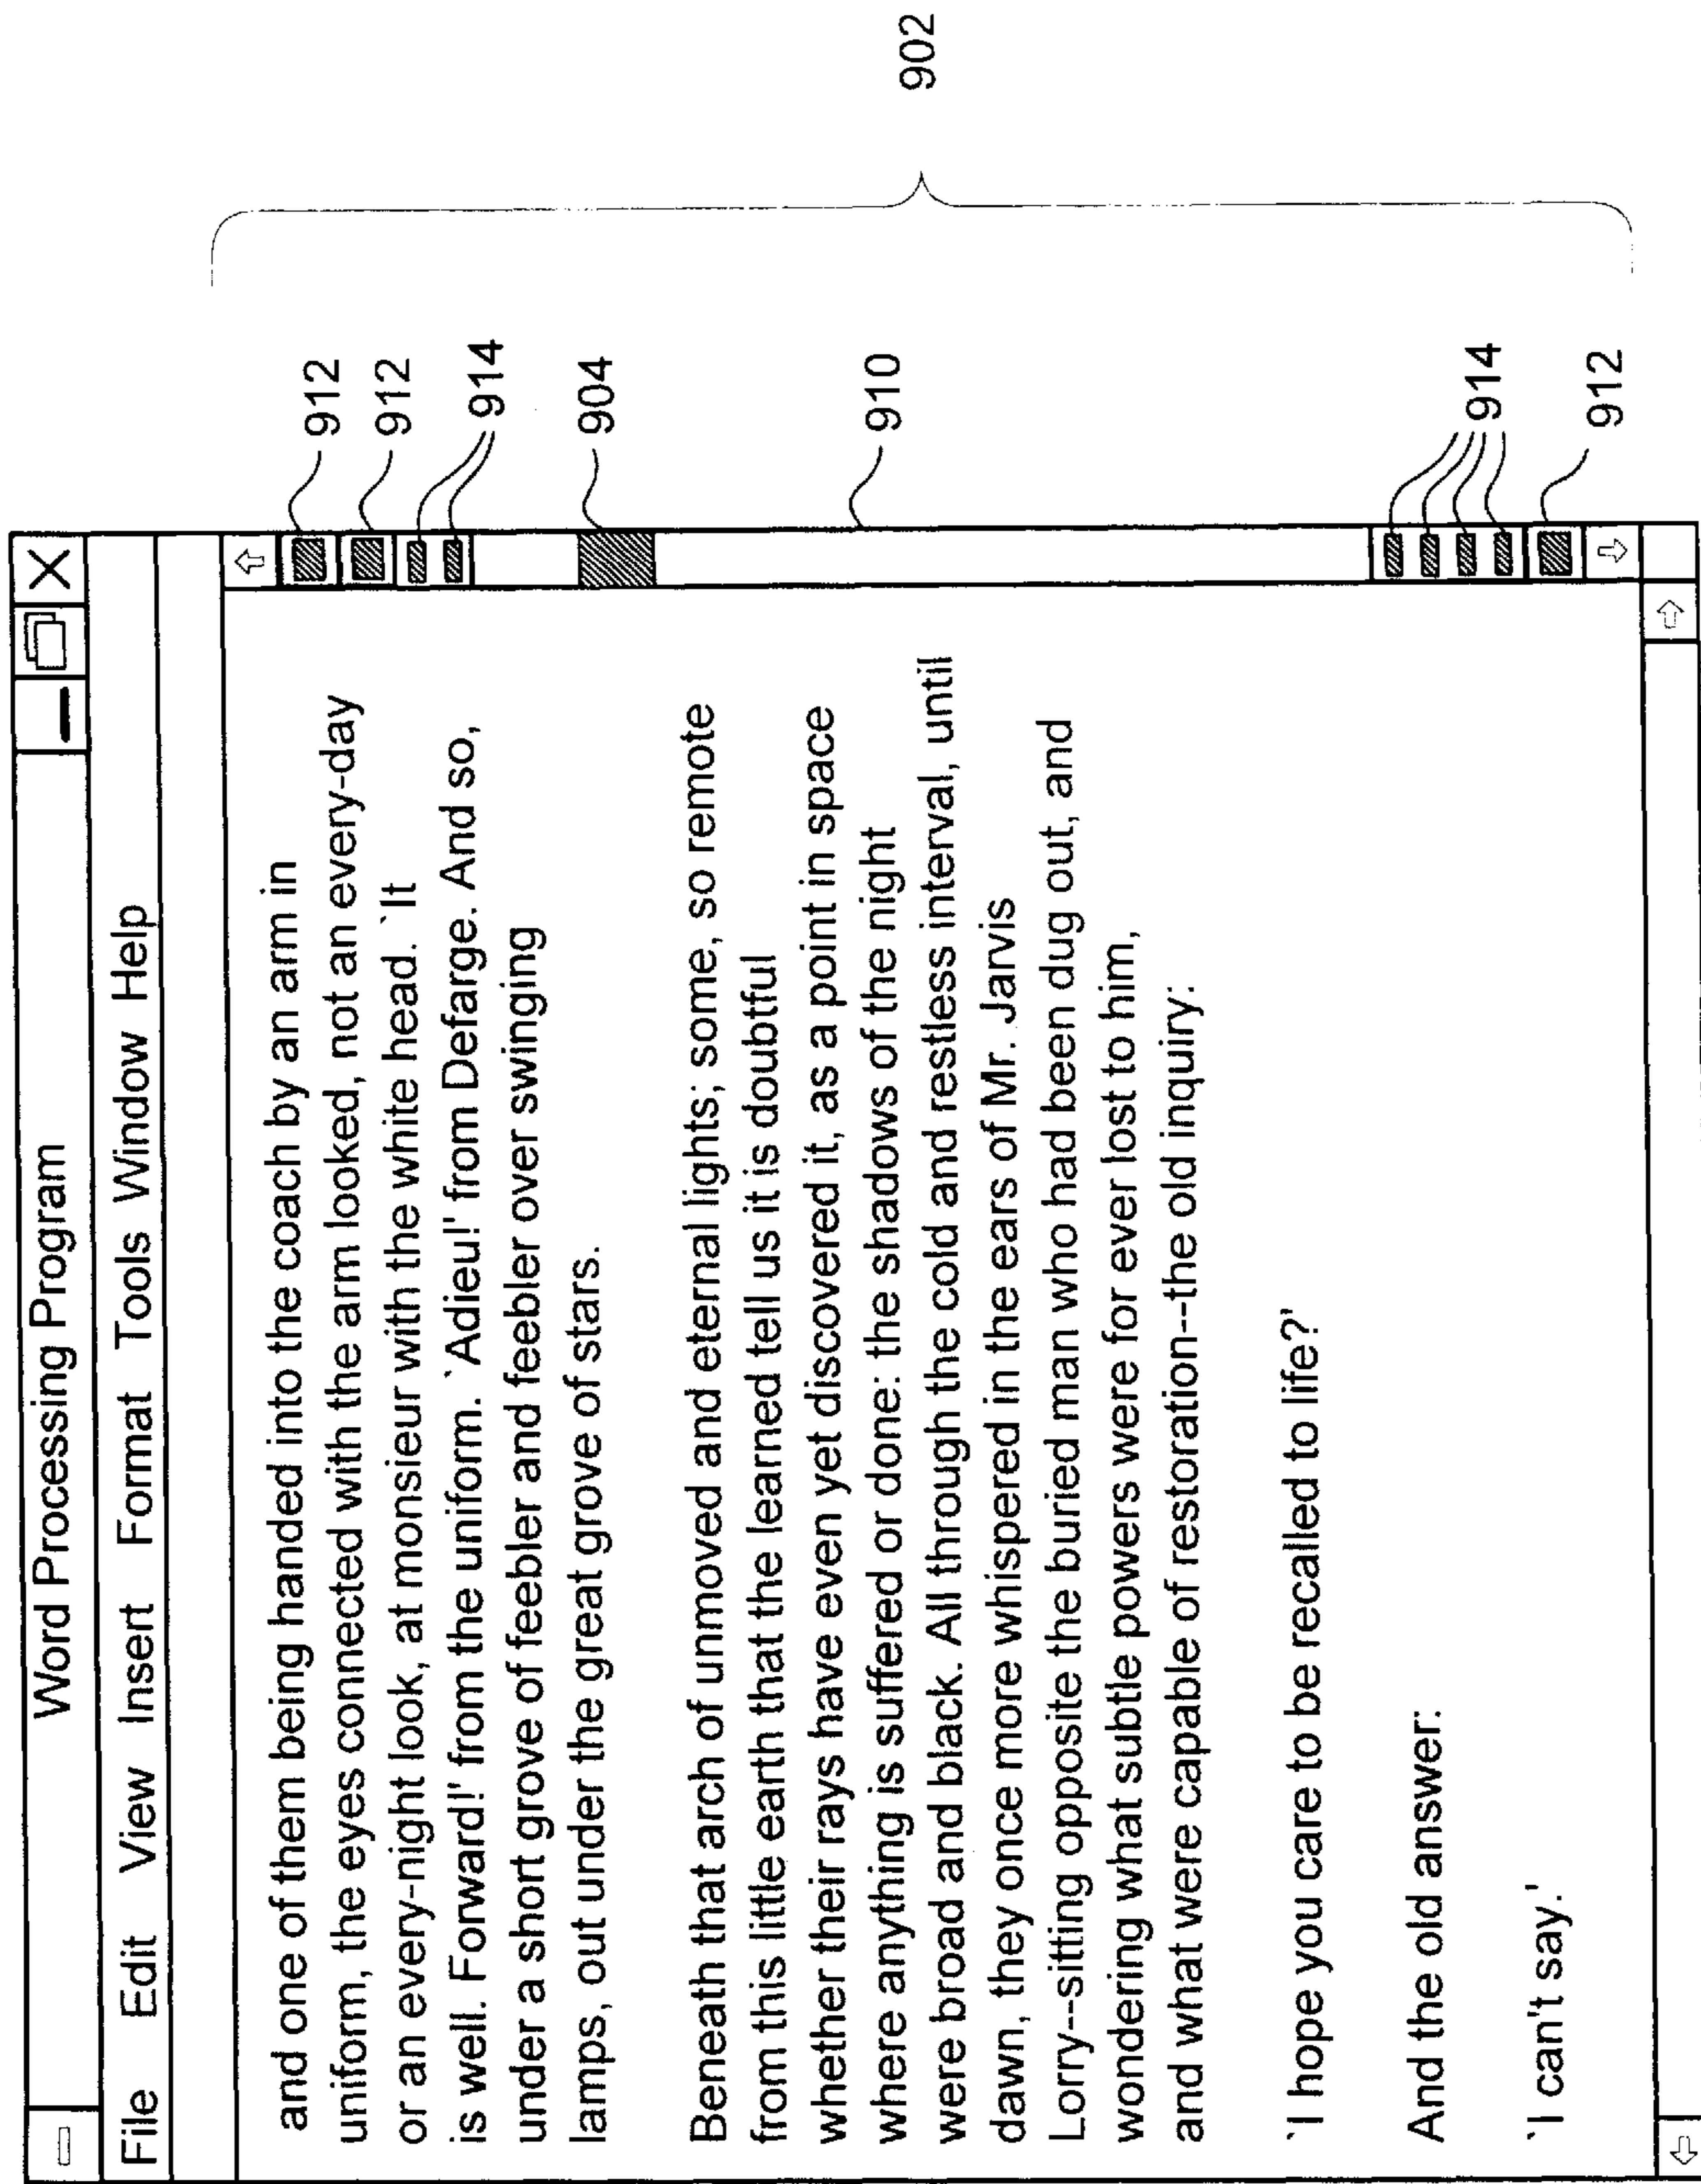 Word Processing Program
File Edit View Insert Format Tools Window Help
and one of them being handed into the coach by an arm in
uniform, the eyes connected with the arm looked, not an every-day
or an every-night look, at monsieur with the white head. `It
is well. Forward!' from the uniform. `Adieu!' from Defarge. And so,
under a short grove of feebler and feebler over swinging
lamps, out under the great grove of stars.
Beneath that arch of unmoved and eternal lights; some, so remote
from this little earth that the learned tell us it is doubtful
whether their rays have even yet discovered it, as a point in space
where anything is suffered or done: the shadows of the night
were broad and black. All through the cold and restless interval, until
dawn, they once more whispered in the ears of Mr. Jarvis
Lorry--sitting opposite the buried man who had been dug out, and
wondering what subtle powers were for ever lost to him,
and what were capable of restoration--the old inquiry:
`I hope you care to be recalled to life?'
And the old answer:
`I can't say.'
912
912
914
904
910
914
912
902